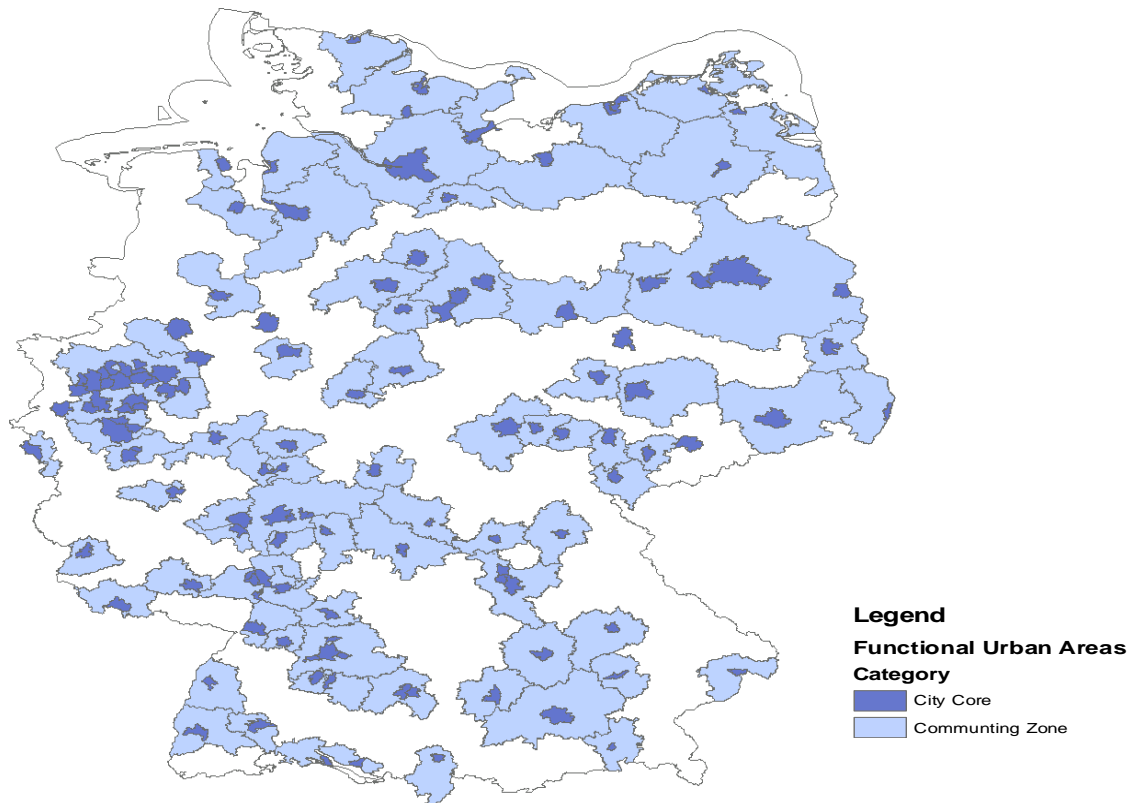 Legend
Functional Urban Areas
Category
City Core
Communting Zone